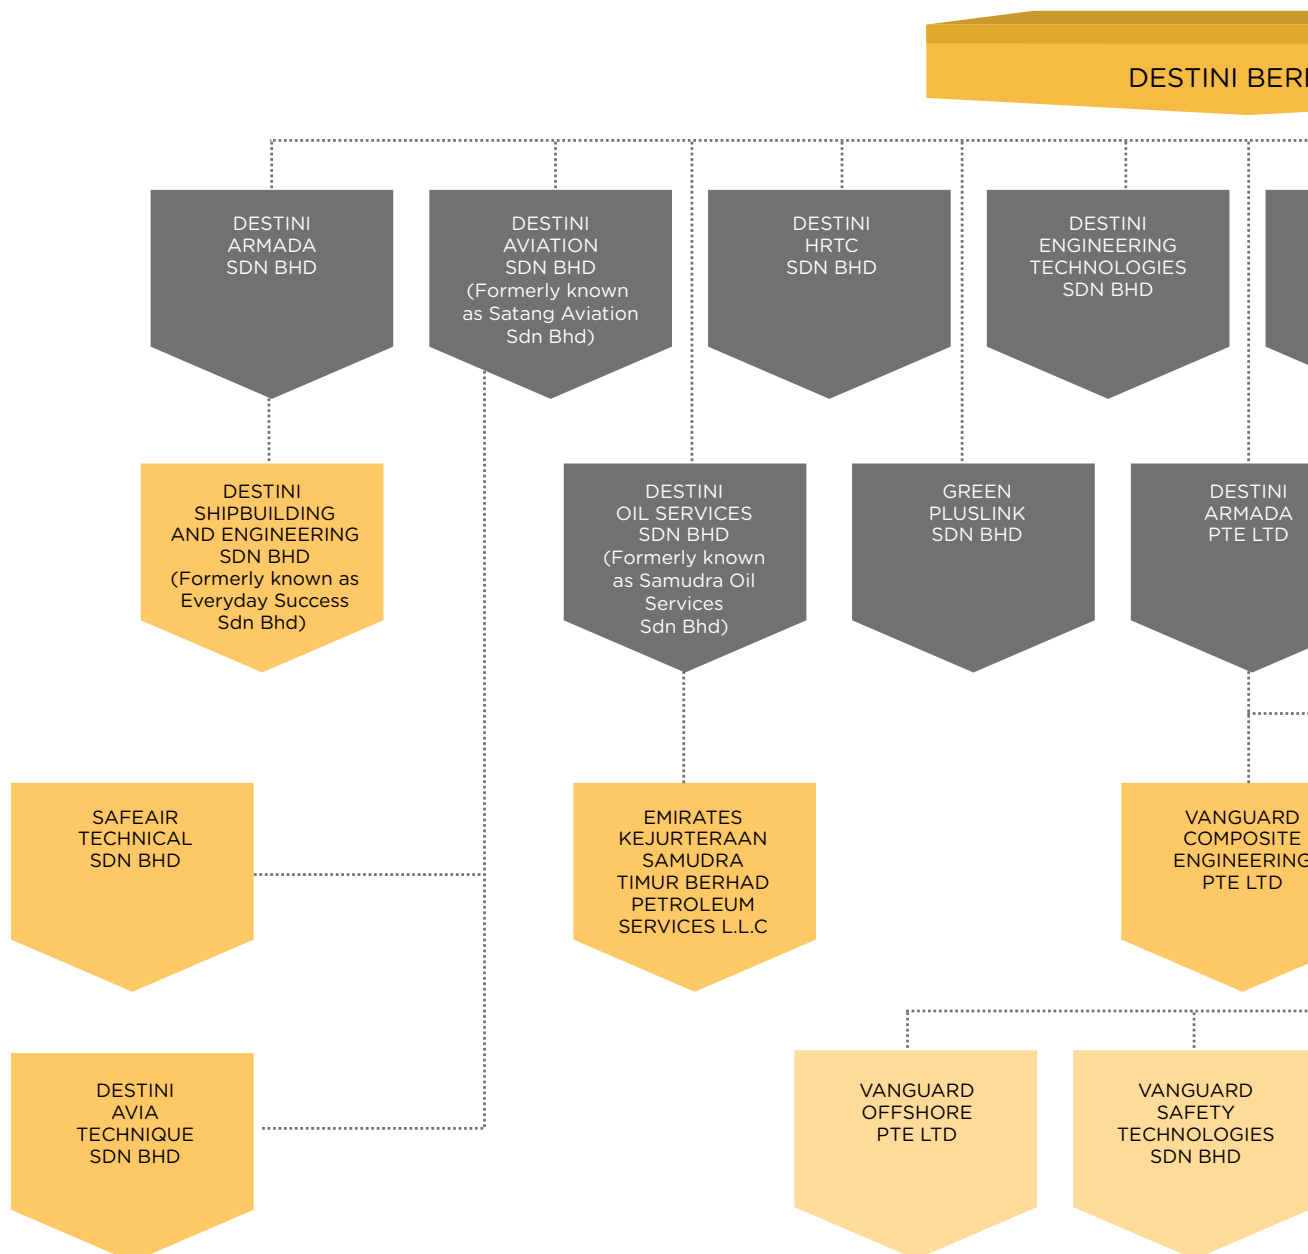 DESTINI BER
DESTINI
ARMADA
SDN BHD
DESTINI
AVIATION
SDN BHD
(Formerly known
as Satang Aviation
Sdn Bhd)
DESTINI
HRTC
SDN BHD
DESTINI
ENGINEERING
TECHNOLOGIES
SDN BHD
DESTINI
SHIPBUILDING
AND ENGINEERING
SDN BHD
(Formerly known as
Everyday Success
Sdn Bhd)
DESTINI
OIL SERVICES
SDN BHD
(Formerly known
as Samudra Oil
Services
Sdn Bhd)
GREEN
PLUSLINK
SDN BHD
DESTINI
ARMADA
PTE LTD
SAFEAIR
TECHNICAL
SDN BHD
EMIRATES
KEJURTERAAN
SAMUDRA
TIMUR BERHAD
PETROLEUM
SERVICES L.L.C
VANGUARD
COMPOSITE
ENGINEERING
PTE LTD
DESTINI
AVIA
TECHNIQUE
SDN BHD
VANGUARD
OFFSHORE
PTE LTD
VANGUARD
SAFETY
TECHNOLOGIES
SDN BHD